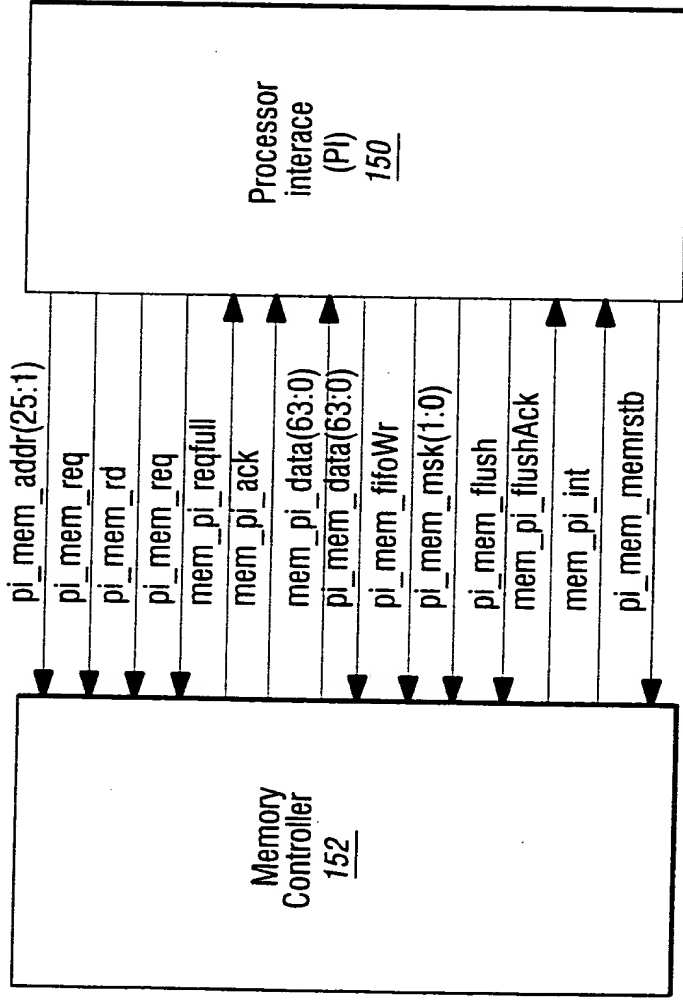 Processor
interace
(PI)
150
pi_mem_addr(25:1)
pi_mem_req
pi_mem_rd
pi_mem_req
mem_pi_reqfull
mem_pi_ack
mem_pi_data(63:0)
pi_mem_data(63:0)
pi_mem_fifoWr
pi_mem_msk(1:0)
pi_mem_flush
mem_pi_flushAck
mem_pi_int
pi_mem_memrstb
Memory
Controller
152